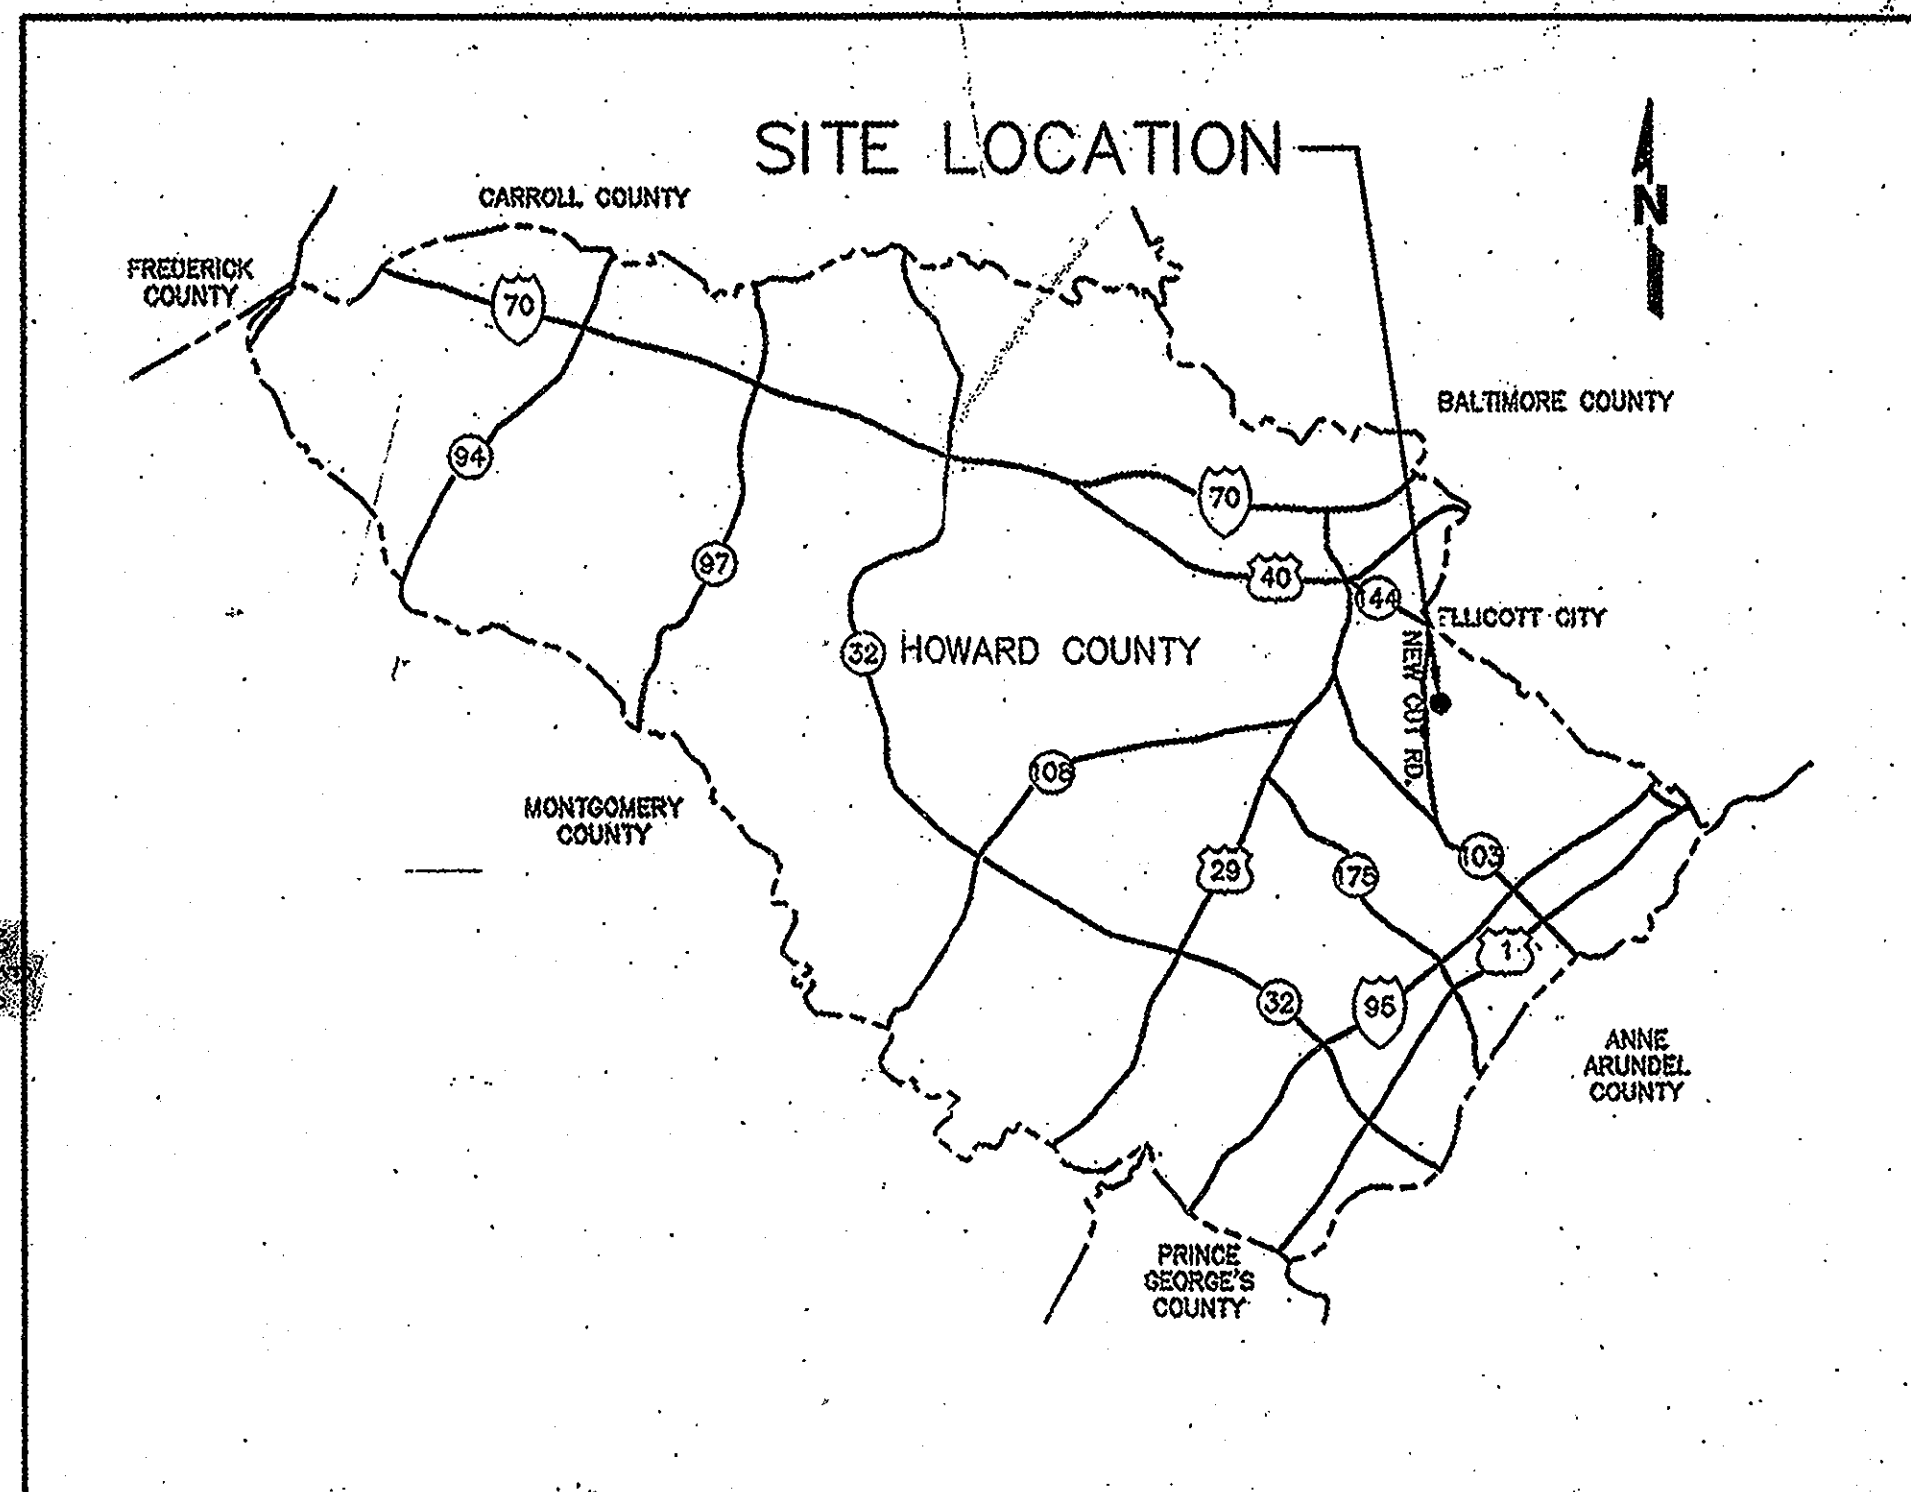 SITE LOCATION
N
CARROLL COUNTY
FREDERICK
COUNTY
70
BALTIMORE COUNTY
94
70
97
40
144
ELLICOTT CITY
32
HOWARD COUNTY
NEW CUT RD.
108
MONTGOMERY
COUNTY
29
175
103
1
32
95
ANNE
ARUNDEL
COUNTY
PRINCE
GEORGE'S
COUNTY